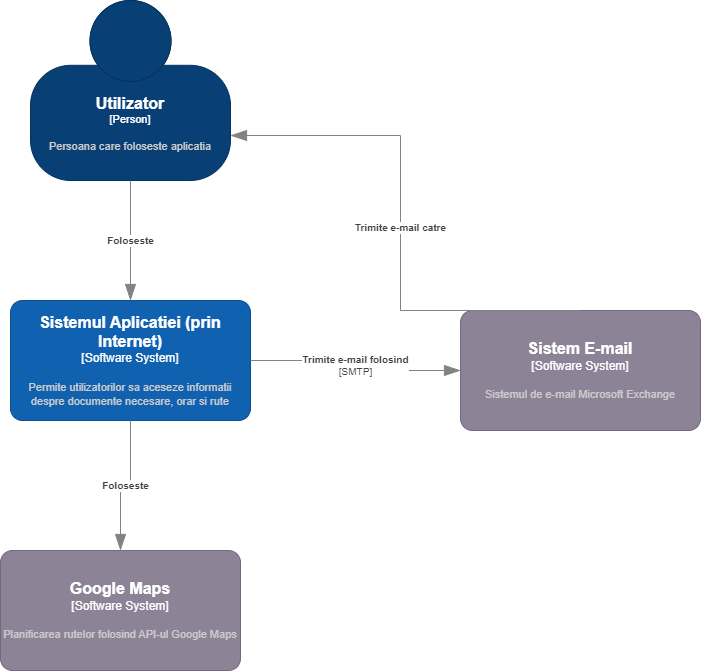 Utilizator
[Person]
Persoana care foloseste aplicatia
Trimite e-mail catre
Foloseste
Sistemul Aplicatiei (prin
Internet)
[Software System]
Permite utilizatorilor sa aceseze informatii
despre documente necesare, orar si rute
Trimite e-mail folosind
[SMTP]
Sistem E-mail
[Software System]
Sistemul de e-mail Microsoft Exchange
Foloseste
Google Maps
[Software System]
Planificarea rutelor folosind API-ul Google Maps